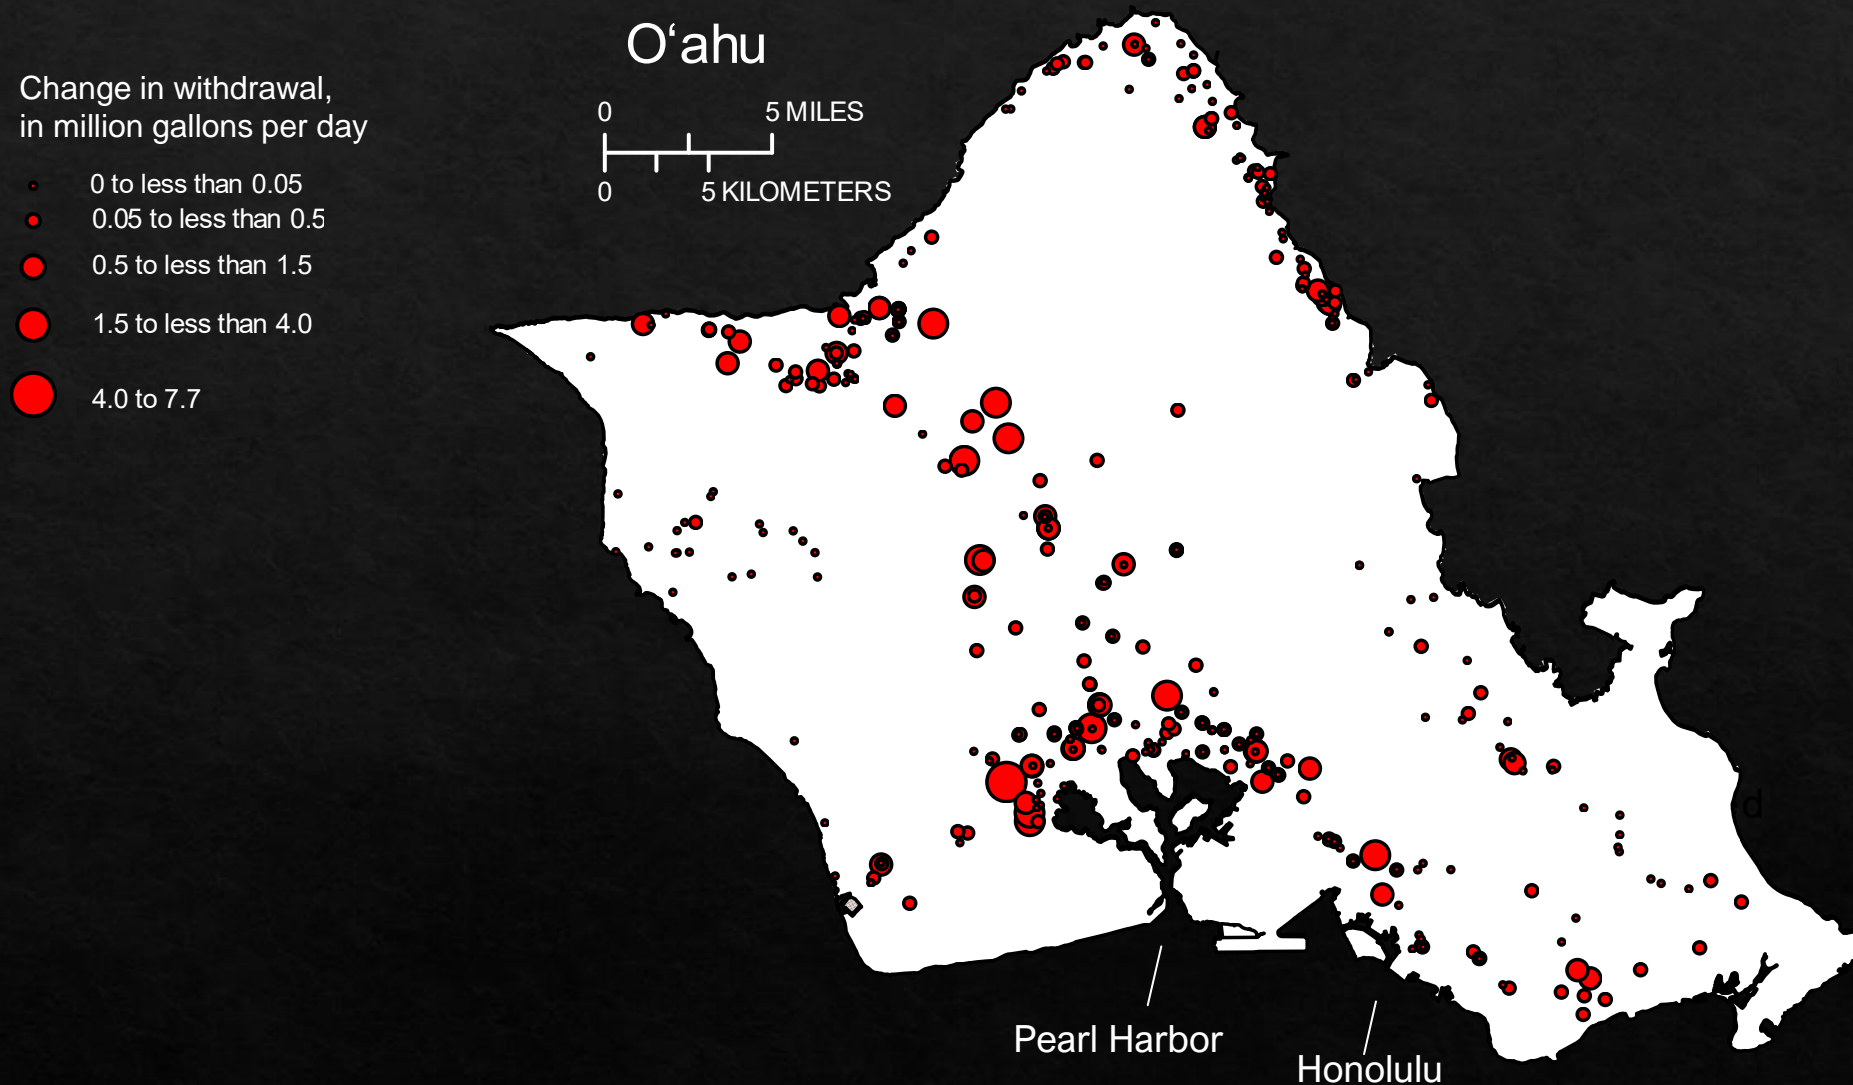 Oʻahu
0 5 MILES
0 5 KILOMETERS
Change in withdrawal,
in million gallons per day
0 to less than 0.05
0.05 to less than 0.5
0.5 to less than 1.5
1.5 to less than 4.0
4.0 to 7.7
d
Pearl Harbor
Honolulu